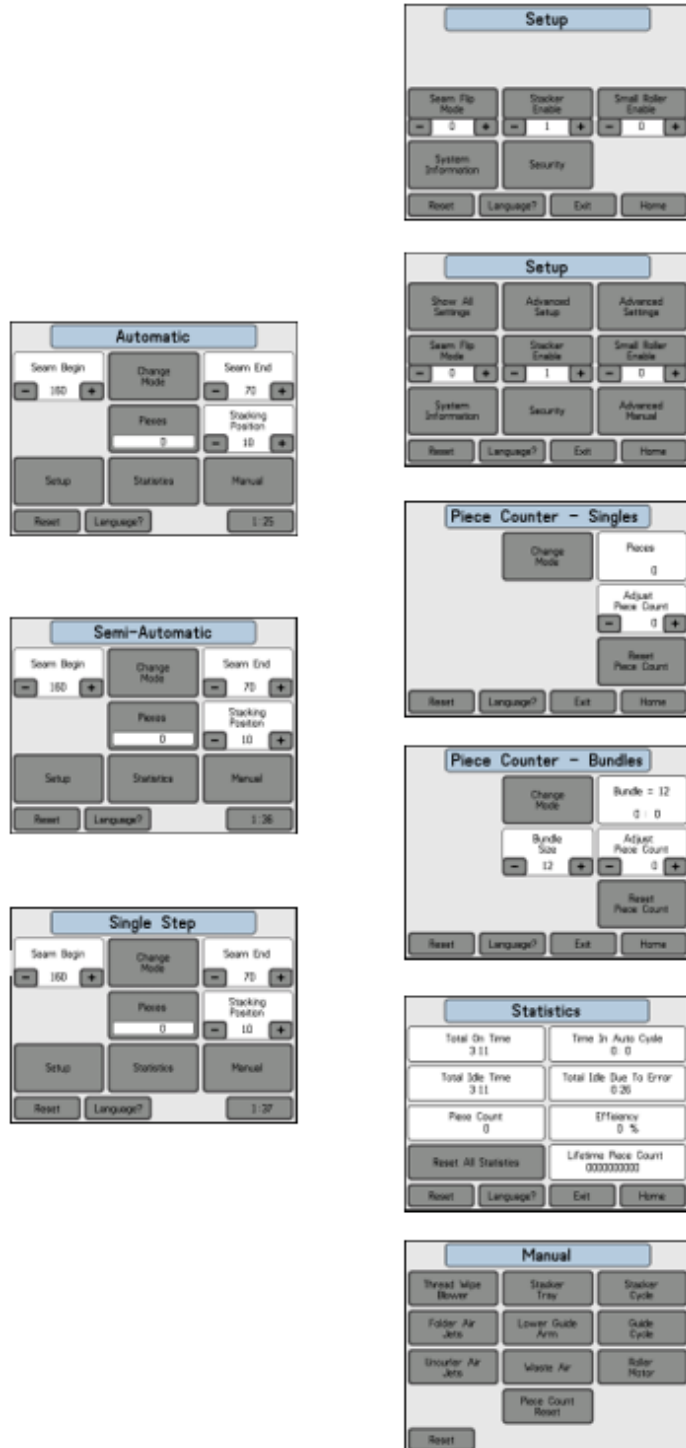 Setup
Seam Flip
Mode
- 0 +
Stacker
Enable
- 1 +
Small Roller
Enable
- 0 +
System
Information
Security
Reset Language? Exit Home
Setup
Show All
Settings
Advanced
Setup
Advanced
Settings
Seam Flip
Mode
- 0 +
Stacker
Enable
- 1 +
Small Roller
Enable
- 0 +
System
Information
Security
Advanced
Manual
Reset Language? Exit Home
Automatic
Seam Begin
- 160 +
Change
Mode
Seam End
- 70 +
Pieces
0
Stacking
Position
- 10 +
Setup
Statistics
Manual
Reset Language? 1:25
Piece Counter - Singles
Change
Mode
Pieces
0
Adjust
Piece Count
- 0 +
Reset
Piece Count
Reset Language? Exit Home
Semi-Automatic
Seam Begin
- 160 +
Change
Mode
Seam End
- 70 +
Pieces
0
Stacking
Position
- 10 +
Setup
Statistics
Manual
Reset Language? 1:36
Piece Counter - Bundles
Change
Mode
Bundle = 12
0 : 0
Bundle
Size
- 12 +
Adjust
Piece Count
- 0 +
Reset
Piece Count
Reset Language? Exit Home
Single Step
Seam Begin
- 160 +
Change
Mode
Seam End
- 70 +
Pieces
0
Stacking
Position
- 10 +
Setup
Statistics
Manual
Reset Language? 1:37
Statistics
Total On Time
3:11
Time In Auto Cycle
0: 0
Total Idle Time
3:11
Total Idle Due To Error
0:26
Piece Count
0
Efficiency
0 %
Reset All Statistics
Lifetime Piece Count
0000000000
Reset Language? Exit Home
Manual
Thread Wipe
Blower
Stacker
Tray
Stacker
Cycle
Folder Air
Jets
Lower Guide
Arm
Guide
Cycle
Uncurler Air
Jets
Waste Air
Roller
Motor
Piece Count
Reset
Reset